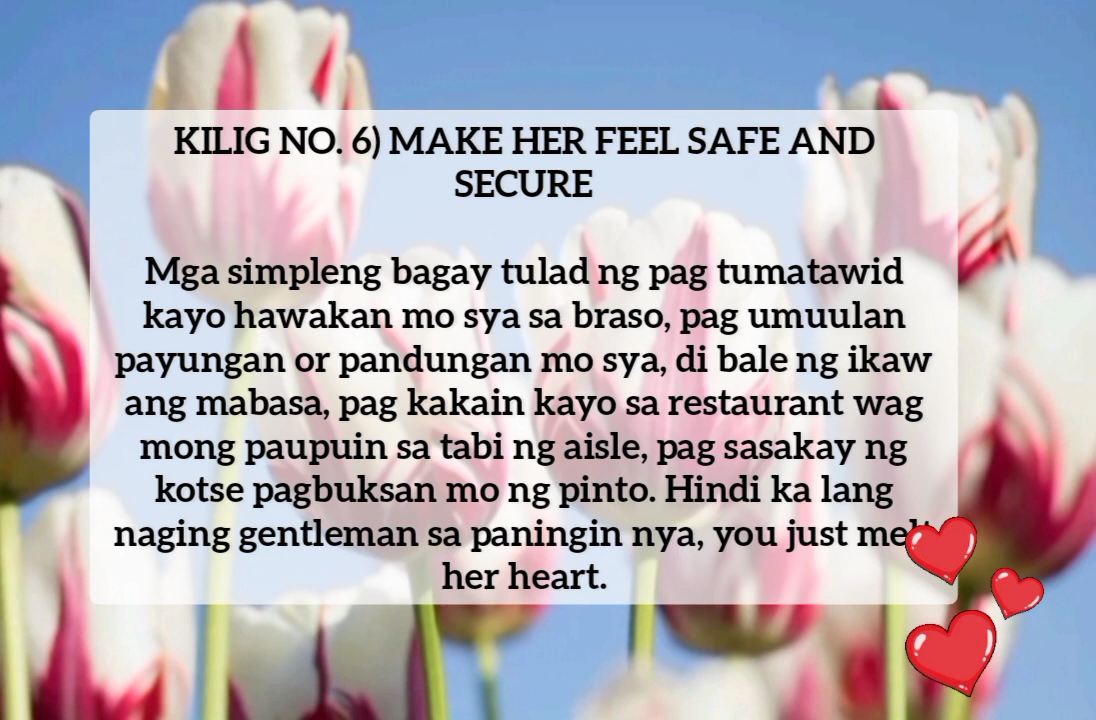 KILIG NO. 6) MAKE HER FEEL SAFE AND
SECURE
Mga simpleng bagay tulad ng pag tumatawid
kayo hawakan mo sya sa braso, pag umuulan
payungan or pandungan mo sya, di bale ng ikaw
ang mabasa, pag kakain kayo sa restaurant wag
mong paupuin sa tabi ng aisle, pag sasakay ng
kotse pagbuksan mo ng pinto. Hindi ka lang
naging gentleman sa paningin nya, you just melt
her heart.